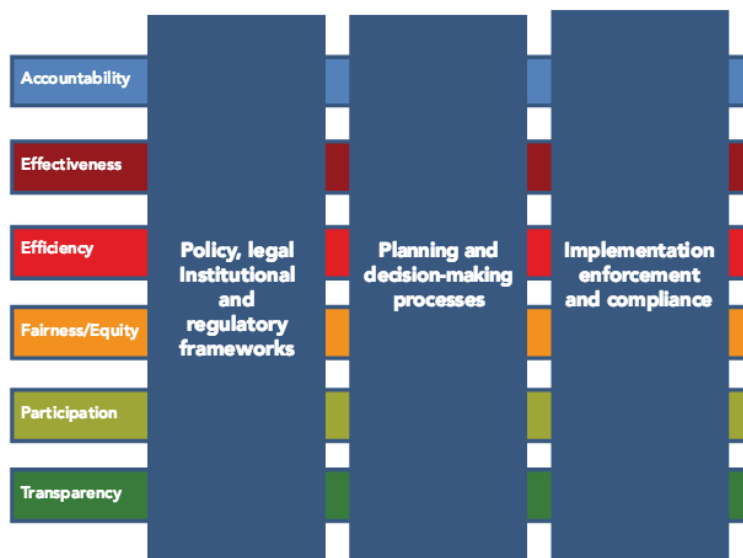 Accountability
Effectiveness
Efficiency
Fairness/Equity
Participation
Transparency
Policy, legal
Institutional
and
regulatory
frameworks
Planning and
decision-making
processes
Implementation
enforcement
and compliance